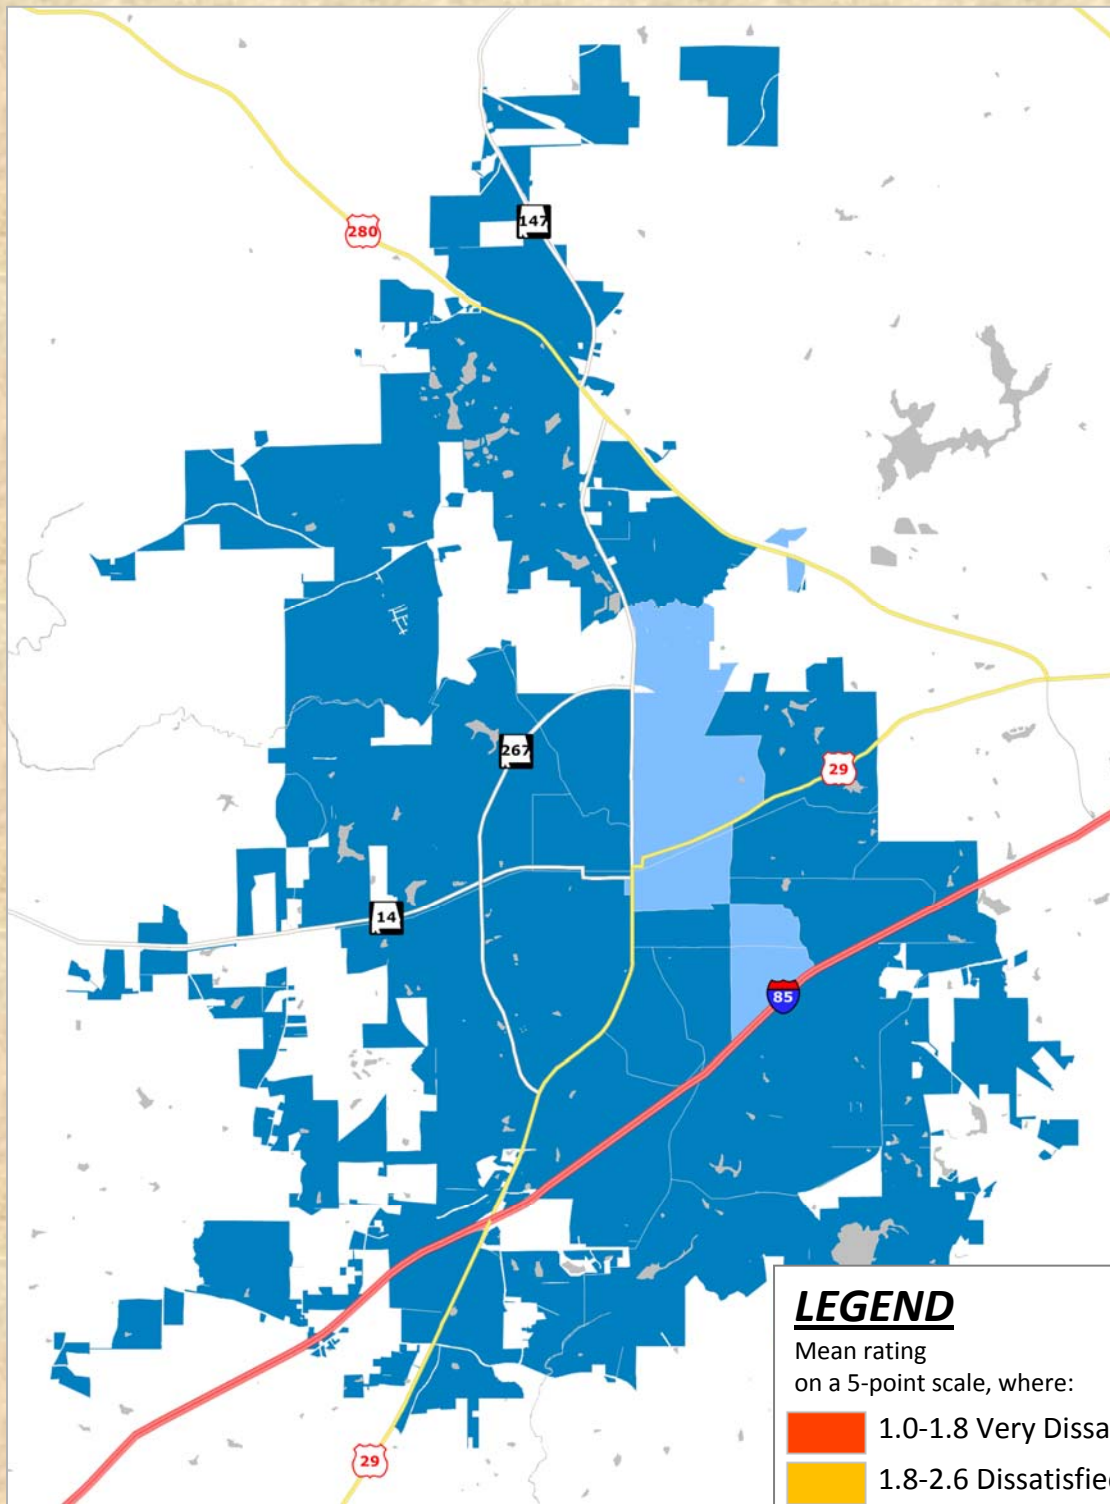 147
280
267
29
14
85
29
LEGEND
Mean rating
on a 5-point scale, where:
1.0-1.8 Very Dissa
1.8-2.6 Dissatisfied